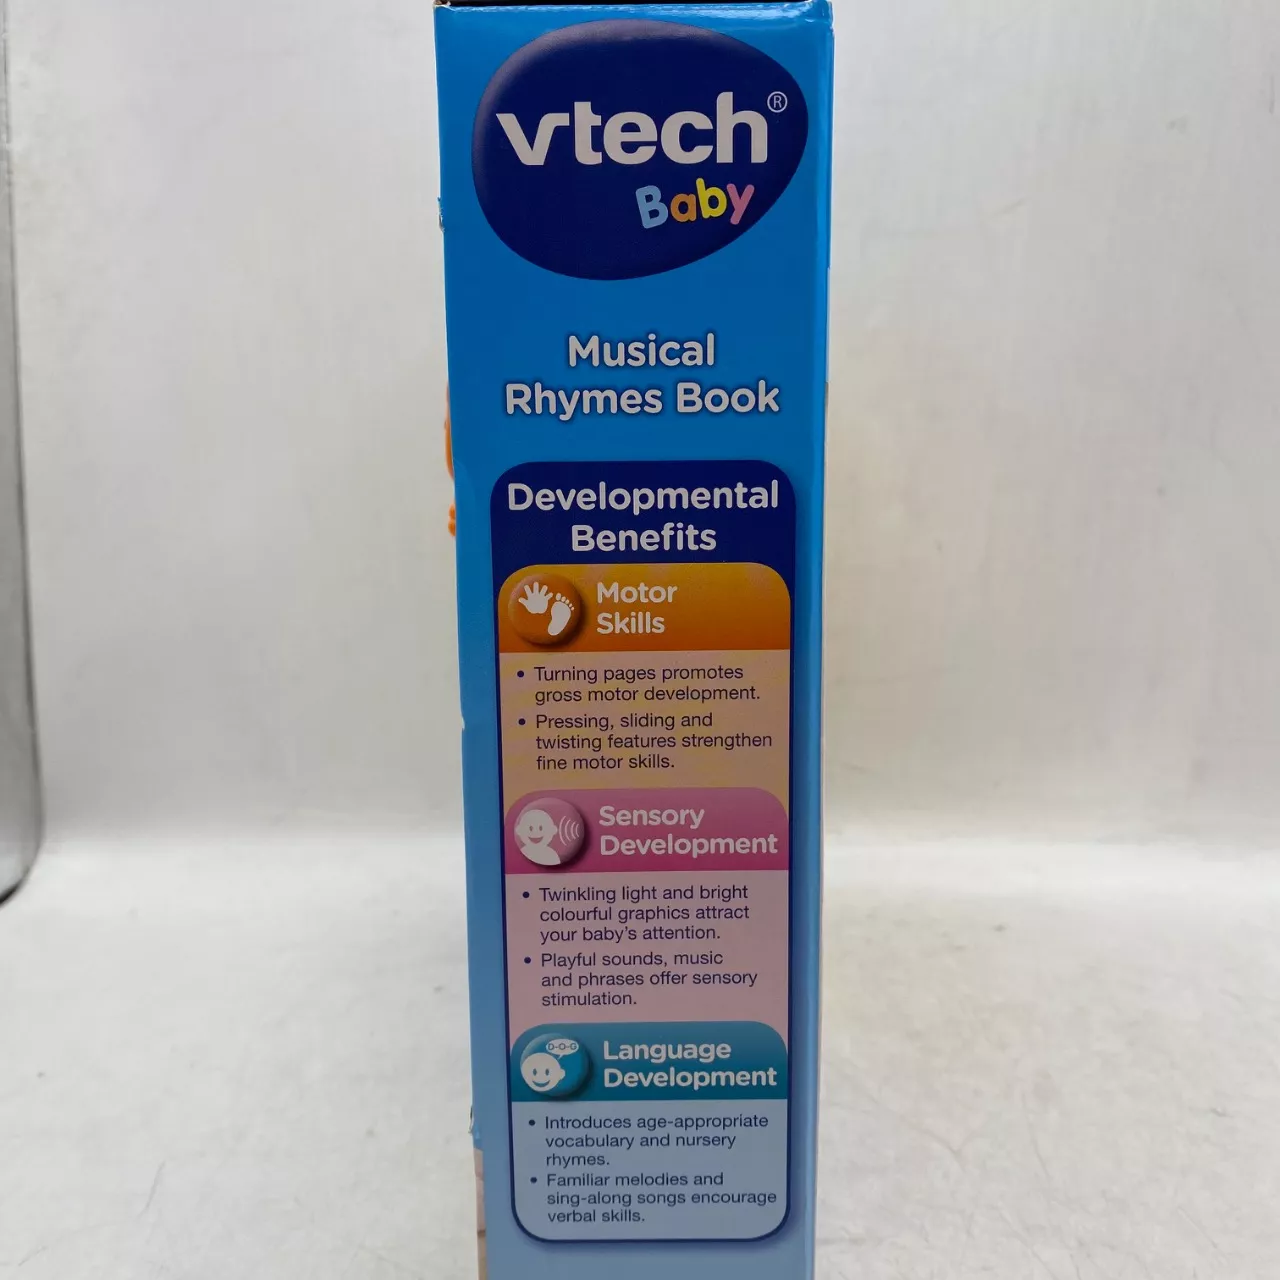 vtech®
Baby
Musical
Rhymes Book
Developmental
Benefits
Motor
Skills
• Turning pages promotes
gross motor development.
• Pressing, sliding and
twisting features strengthen
fine motor skills.
Sensory
Development
• Twinkling light and bright
colourful graphics attract
your baby's attention.
• Playful sounds, music
and phrases offer sensory
stimulation.
D-O-G
Language
Development
• Introduces age-appropriate
vocabulary and nursery
rhymes.
• Familiar melodies and
sing-along songs encourage
verbal skills.